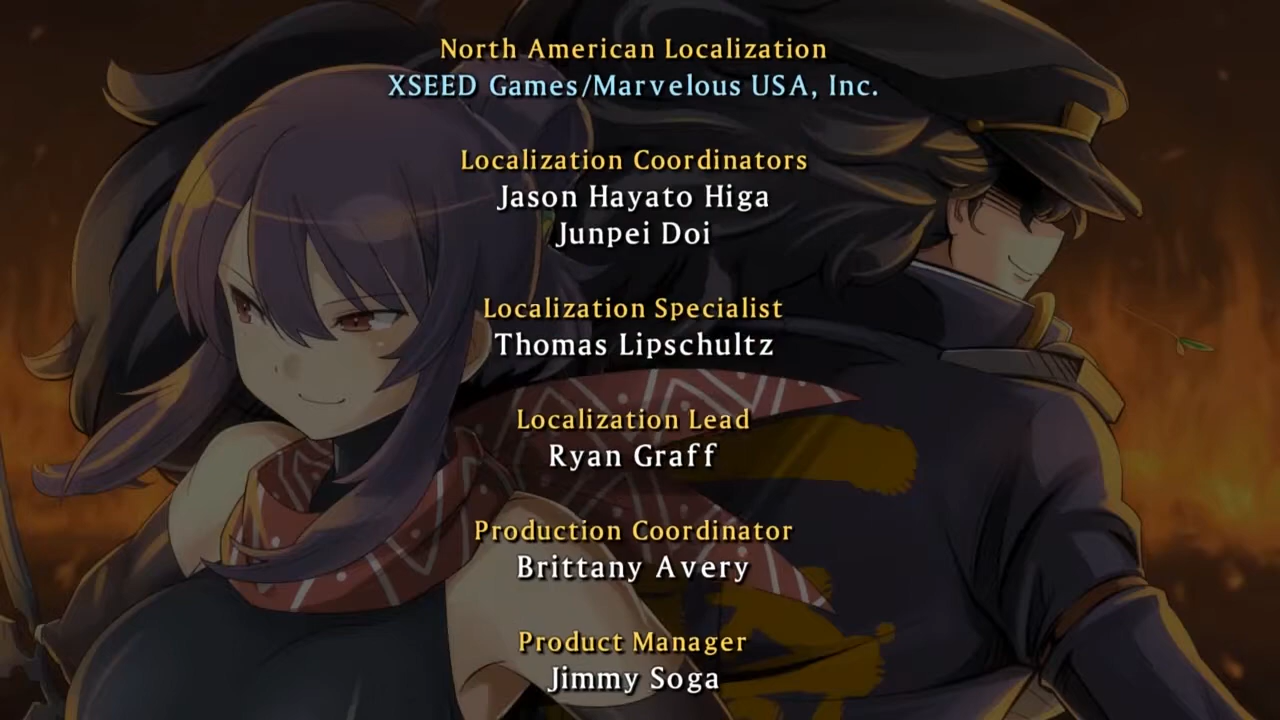 North American Localization
XSEED Games/Marvelous USA, Inc.
Localization Coordinators
Jason Hayato Higa
Junpei Doi
Localization Specialist
Thomas Lipschultz
Localization Lead
Ryan Graff
Production Coordinator
Brittany Avery
Product Manager
Jimmy Soga